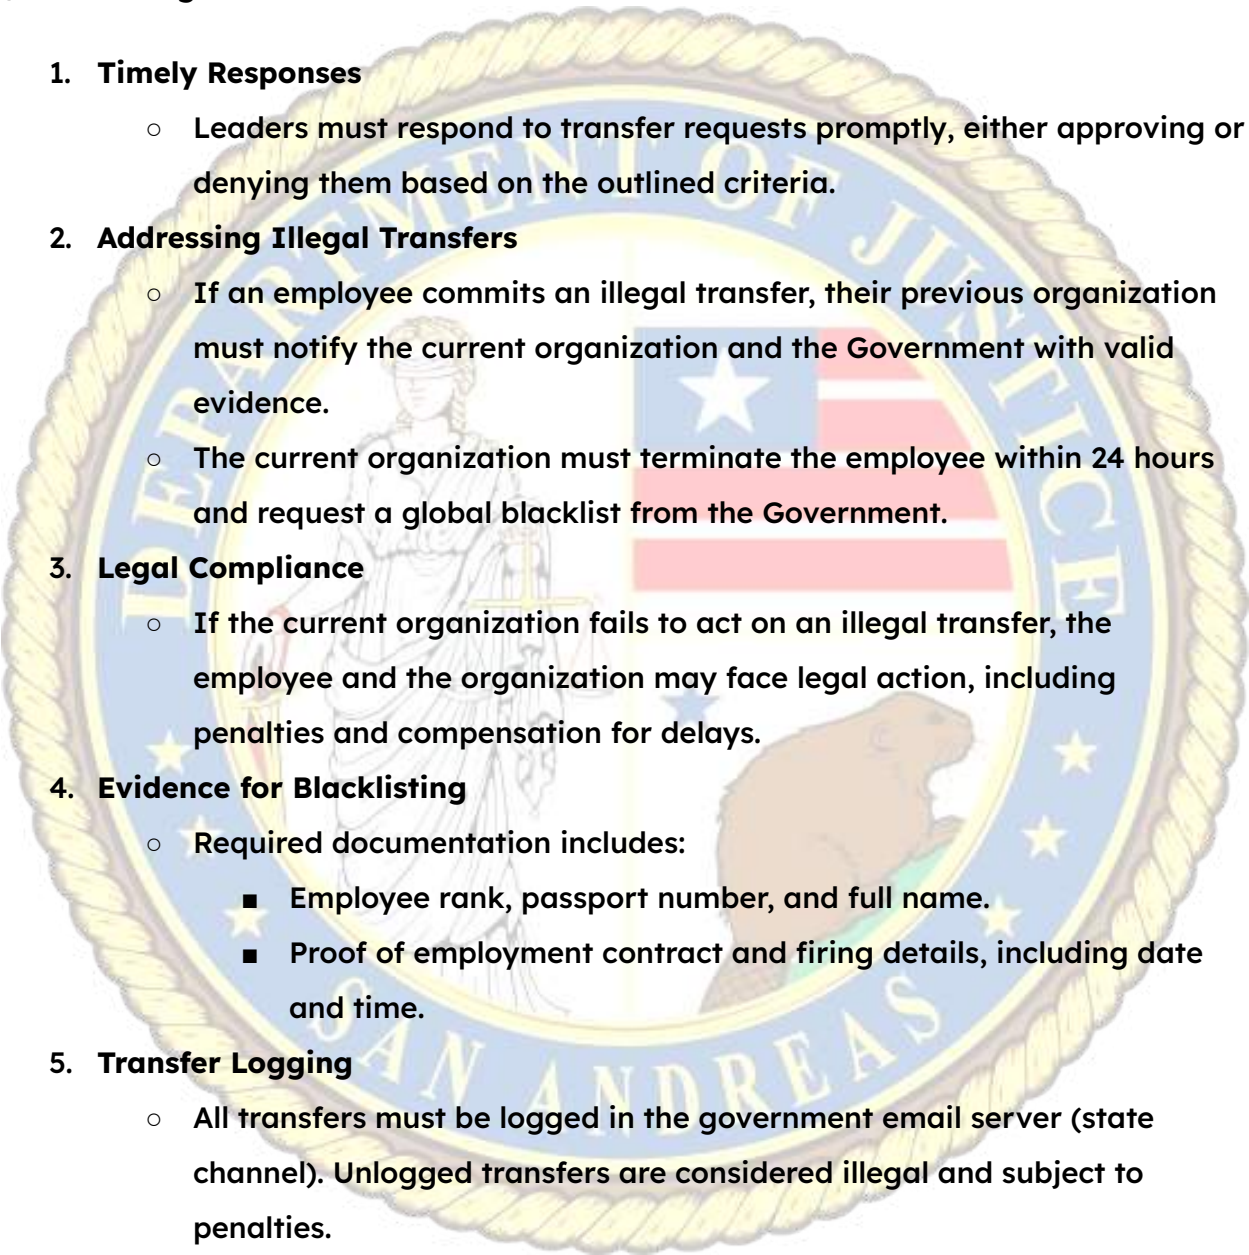 1. Timely Responses
○ Leaders must respond to transfer requests promptly, either approving or
denying them based on the outlined criteria.
2. Addressing Illegal Transfers
○ If an employee commits an illegal transfer, their previous organization
must notify the current organization and the Government with valid
evidence.
○ The current organization must terminate the employee within 24 hours
and request a global blacklist from the Government.
3. Legal Compliance
○ If the current organization fails to act on an illegal transfer, the
employee and the organization may face legal action, including
penalties and compensation for delays.
4. Evidence for Blacklisting
○ Required documentation includes:
■ Employee rank, passport number, and full name.
■ Proof of employment contract and firing details, including date
and time.
5. Transfer Logging
○ All transfers must be logged in the government email server (state
channel). Unlogged transfers are considered illegal and subject to
penalties.
DEPARTMENT OF JUSTICE
SAN ANDREAS